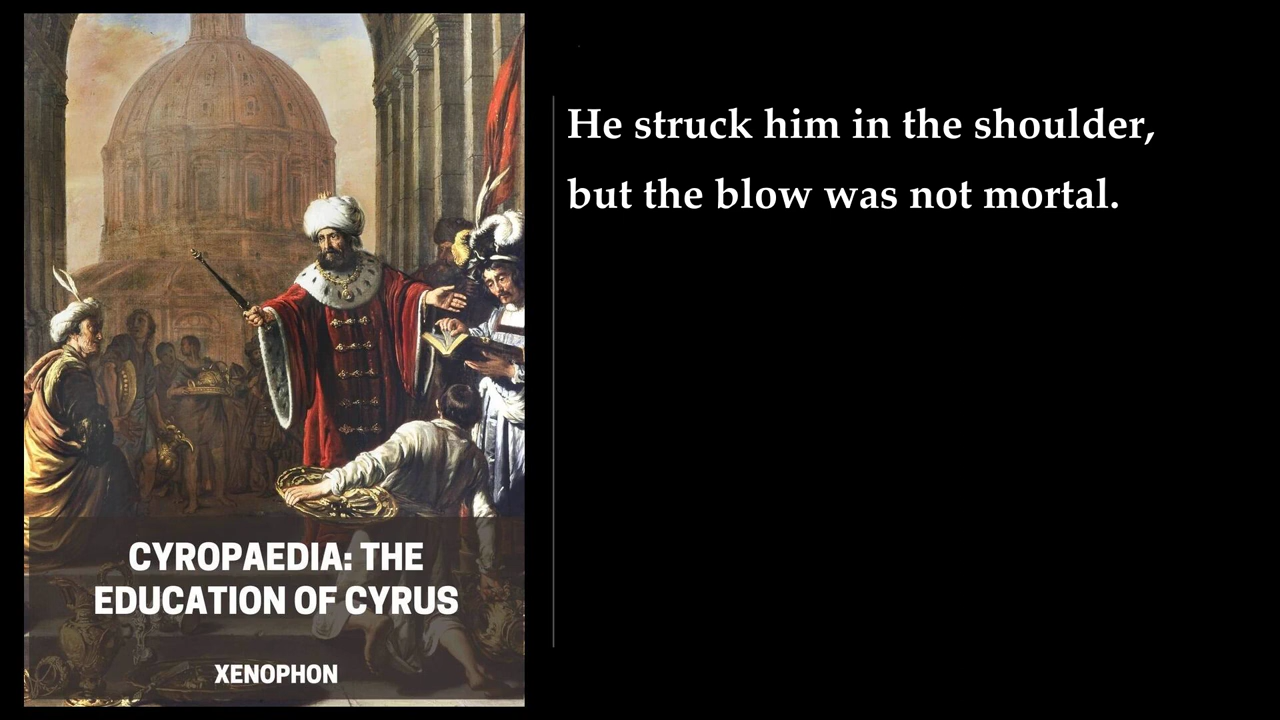 He struck him in the shoulder,
but the blow was not mortal.
CYROPAEDIA: THE
EDUCATION OF CYRUS
XENOPHON